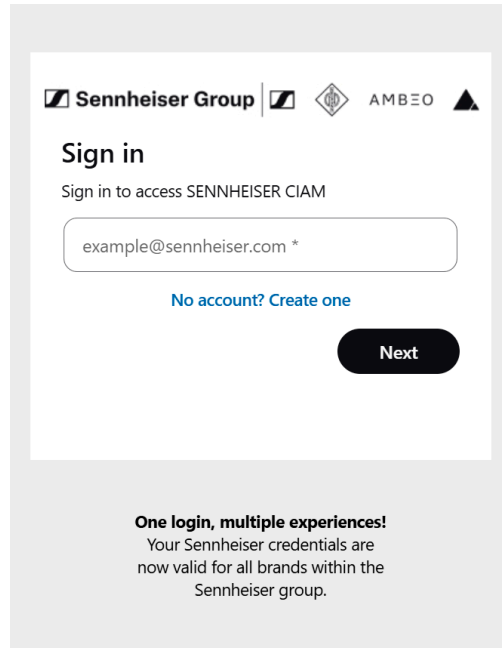 Sennheiser Group
AMBEO
Sign in
Sign in to access SENNHEISER CIAM
example@sennheiser.com *
No account? Create one
Next
One login, multiple experiences!
Your Sennheiser credentials are
now valid for all brands within the
Sennheiser group.